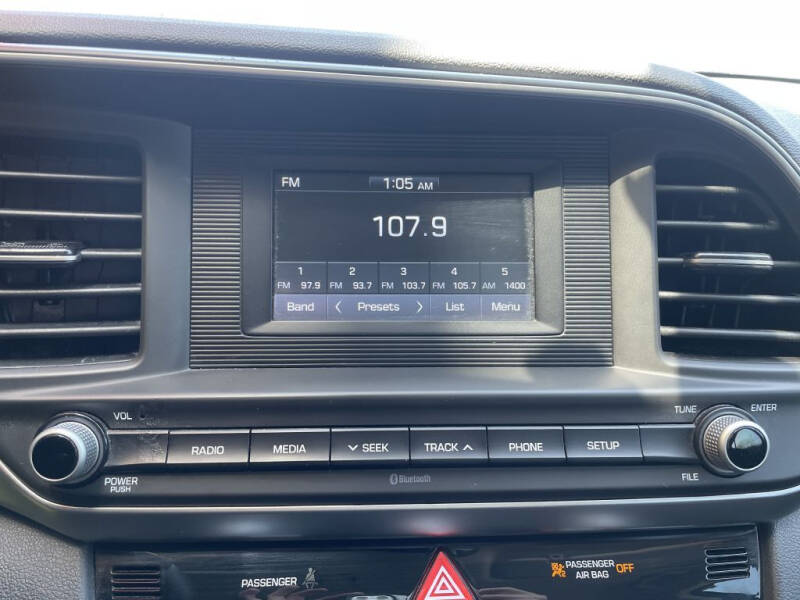 FM 1:05 AM
107.9
1 2 3 4 5
FM 97.9 FM 93.7 FM 103.7 FM 105.7 AM 1400
Band < Presets > List Menu
VOL TUNE ENTER
RADIO MEDIA SEEK TRACK PHONE SETUP
POWER PUSH Bluetooth FILE
PASSENGER PASSENGER AIR BAG OFF